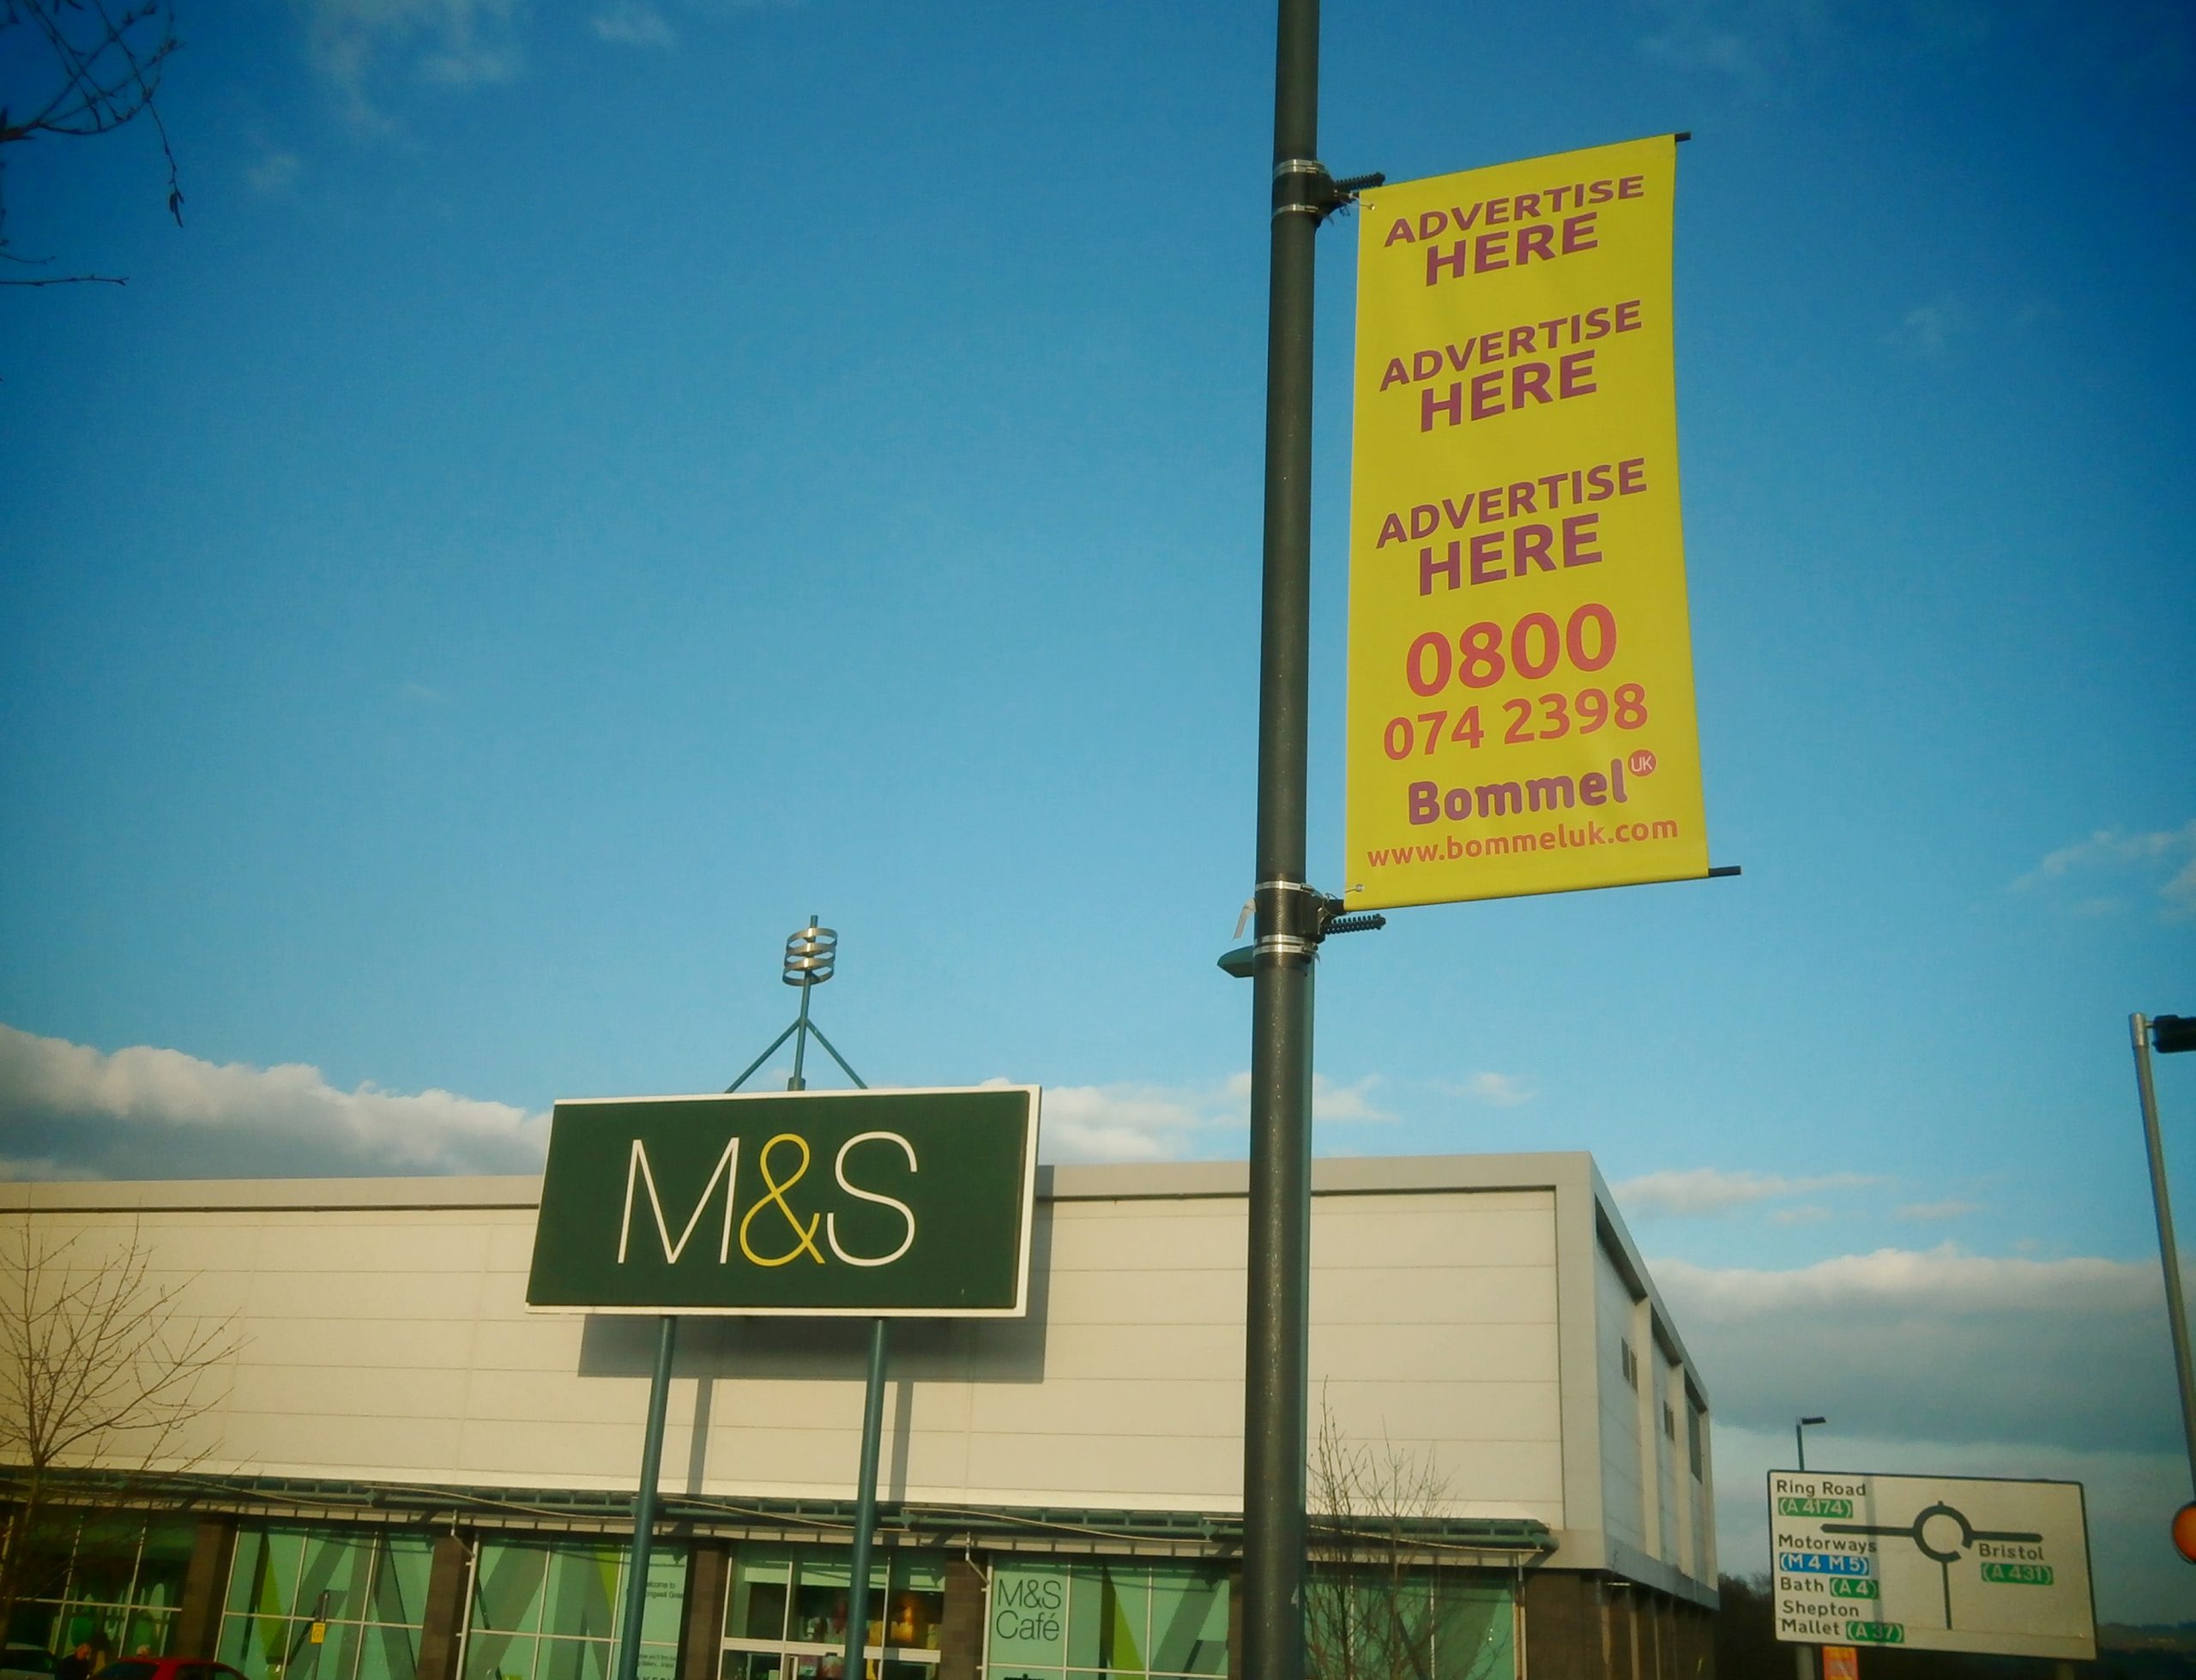 ADVERTISE
HERE
ADVERTISE
HERE
ADVERTISE
HERE
0800
074 2398
Bommel UK
www.bommeluk.com
M&S
M&S
Café
Ring Road
(A 4174)
Motorways
(M 4 M 5)
Bath (A 4)
Shepton
Mallet (A 37)
Bristol
(A 431)